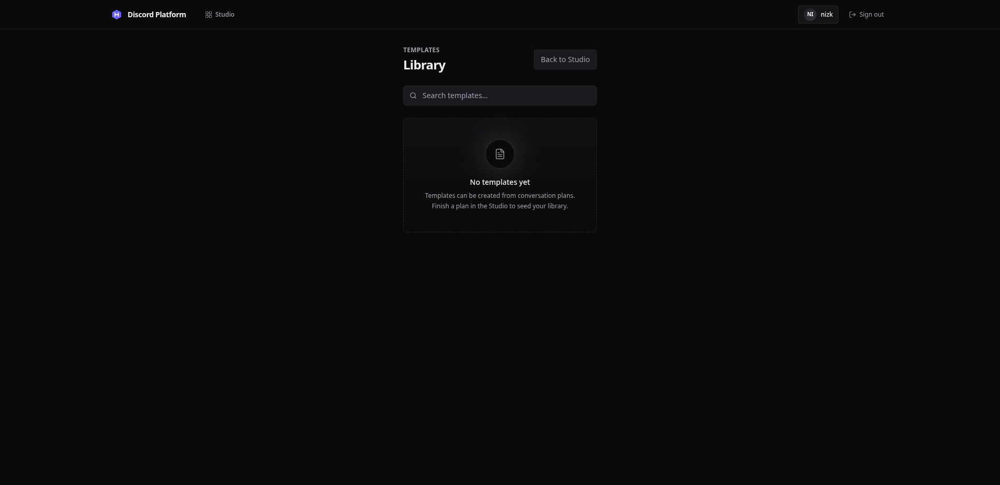 Discord Platform
Studio
NI
nizk
Sign out
TEMPLATES
Library
Back to Studio
Search templates...
No templates yet
Templates can be created from conversation plans.
Finish a plan in the Studio to seed your library.